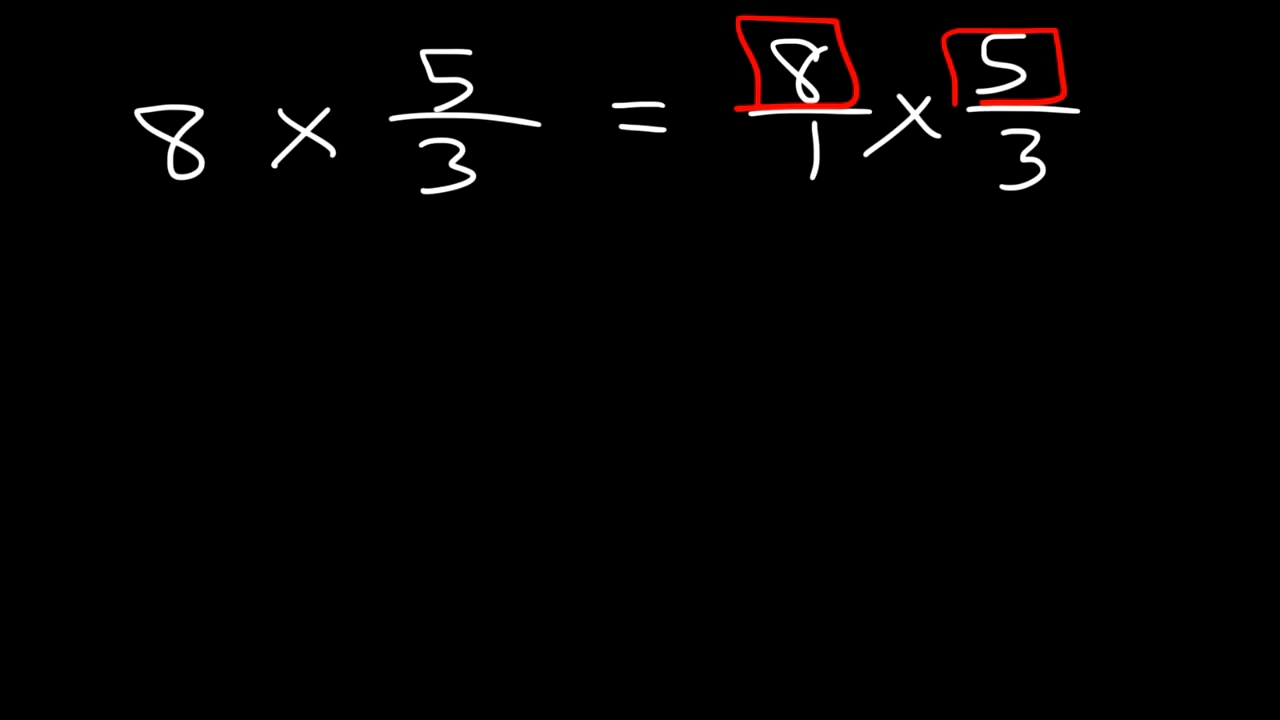 8 × 5/3 = 8/1 × 5/3